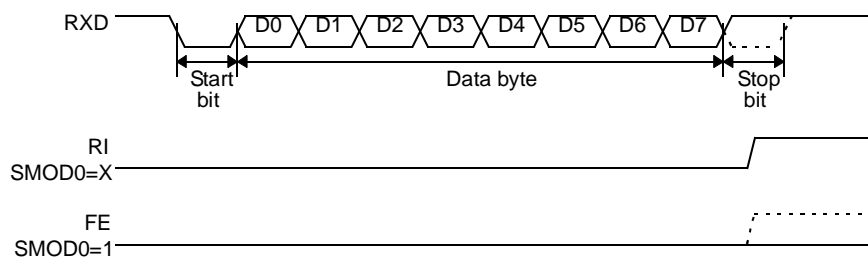 RXD
D0 D1 D2 D3 D4 D5 D6 D7
Start
bit
Data byte
Stop
bit
RI
SMOD0=X
FE
SMOD0=1